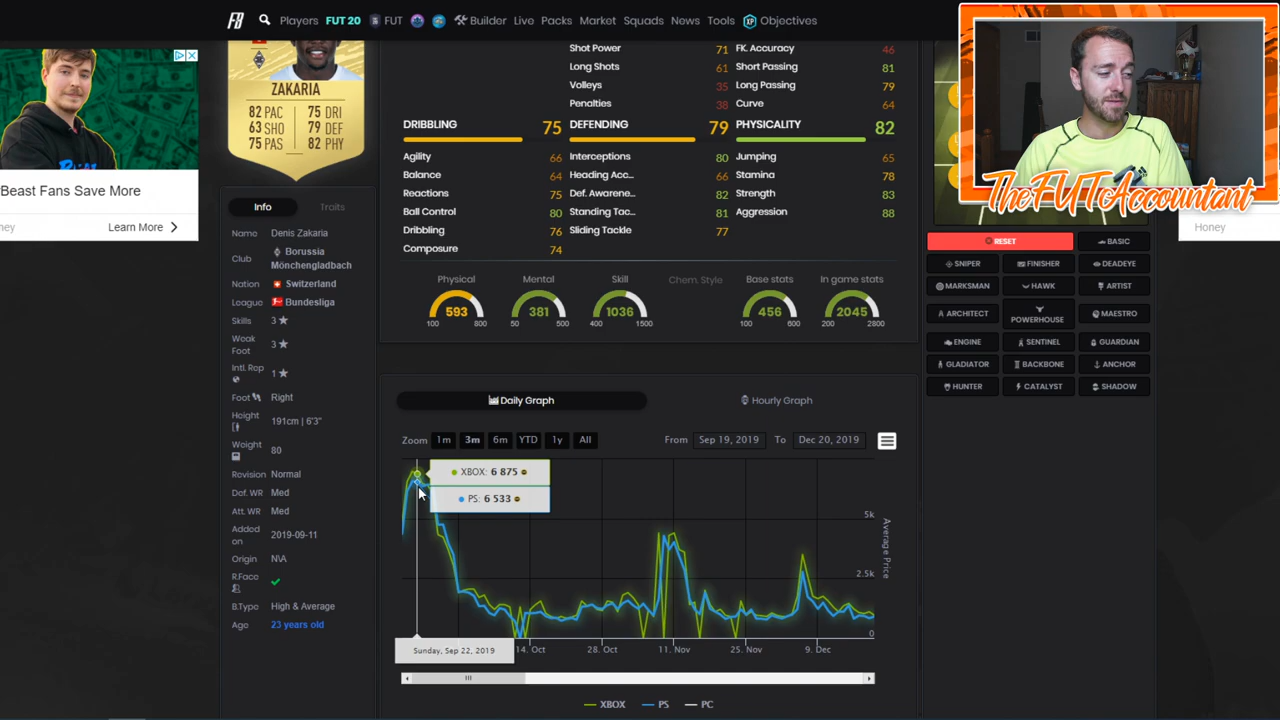 FB Players FUT 20 FUT Builder Live Packs Market Squads News Tools XP Objectives
Beast Fans Save More
ney Learn More
ZAKARIA
82 PAC 75 DRI
63 SHO 79 DEF
75 PAS 82 PHY
Shot Power 71 FK. Accuracy 46
Long Shots 61 Short Passing 81
Volleys 35 Long Passing 79
Penalties 38 Curve 64
DRIBBLING 75 DEFENDING 79 PHYSICALITY 82
Agility 66 Interceptions 80 Jumping 65
Balance 64 Heading Acc... 66 Stamina 78
Reactions 75 Def. Aware... 82 Strength 83
Ball Control 80 Standing Tac... 81 Aggression 88
Dribbling 76 Sliding Tackle 77
Composure 74
Physical Mental Skill Chem. Style Base stats In game stats
593 381 1036 456 2045
100 800 50 500 400 1500 100 600 200 2800
Info Traits
Name Denis Zakaria
Club Borussia
Mönchengladbach
Nation Switzerland
League Bundesliga
Skills 3
Weak
Foot 3
Intl. Rep 1
Foot Right
Height 191cm | 6'3"
Weight 80
Revision Normal
Def. WR Med
Att. WR Med
Added
on 2019-09-11
Origin N\A
R.Face
B.Type High & Average
Age 23 years old
Daily Graph Hourly Graph
Zoom 1m 3m 6m YTD 1y All From Sep 19, 2019 To Dec 20, 2019
XBOX: 6 875
PS: 6 533
5k
2.5k
0
Average Price
Sunday, Sep 22, 2019
14. Oct 28. Oct 11. Nov 25. Nov 9. Dec
XBOX PS PC
TheFUTAccountant
Honey
RESET BASIC
SNIPER FINISHER DEADEYE
MARKSMAN HAWK ARTIST
ARCHITECT POWERHOUSE MAESTRO
ENGINE SENTINEL GUARDIAN
GLADIATOR BACKBONE ANCHOR
HUNTER CATALYST SHADOW